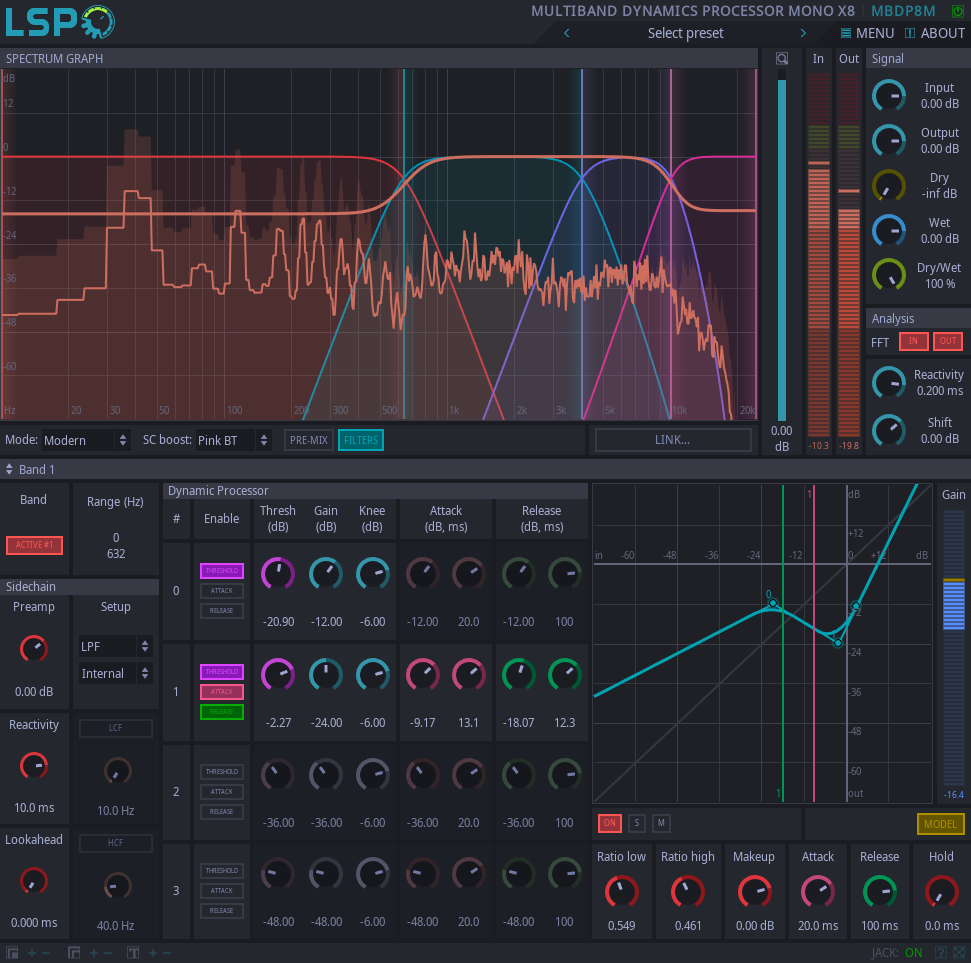 LSP
MULTIBAND DYNAMICS PROCESSOR MONO X8 MBDP8M
Select preset MENU ABOUT
SPECTRUM GRAPH
dB
12
0
-12
-24
-36
-48
-60
Hz 20 30 50 100 200 300 500 1k 2k 3k 5k 10k 20k
0.00
dB
In Out
-10.3 -19.8
Signal
Input
0.00 dB
Output
0.00 dB
Dry
-inf dB
Wet
0.00 dB
Dry/Wet
100 %
Analysis
FFT IN OUT
Reactivity
0.200 ms
Shift
0.00 dB
Mode: Modern SC boost: Pink BT PRE-MIX FILTERS LINK...
Band 1
Band
ACTIVE #1
Range (Hz)
0
632
Sidechain
Preamp
0.00 dB
Setup
LPF
Internal
Reactivity
10.0 ms
LCF
10.0 Hz
Lookahead
0.000 ms
HCF
40.0 Hz
Dynamic Processor
# Enable Thresh (dB) Gain (dB) Knee (dB) Attack (dB, ms) Release (dB, ms)
0 THRESHOLD ATTACK RELEASE
-20.90 -12.00 -6.00 -12.00 20.0 -12.00 100
1 THRESHOLD ATTACK RELEASE
-2.27 -24.00 -6.00 -9.17 13.1 -18.07 12.3
2 THRESHOLD ATTACK RELEASE
-36.00 -36.00 -6.00 -36.00 20.0 -36.00 100
3 THRESHOLD ATTACK RELEASE
-48.00 -48.00 -6.00 -48.00 20.0 -48.00 100
1 dB
+12
in -60 -48 -36 -24 -12 0 +12 dB
0
-12
-24
-36
-48
-60
1 out
Gain
-16.4
ON S M MODEL
Ratio low
0.549
Ratio high
0.461
Makeup
0.00 dB
Attack
20.0 ms
Release
100 ms
Hold
0.0 ms
JACK: ON ?